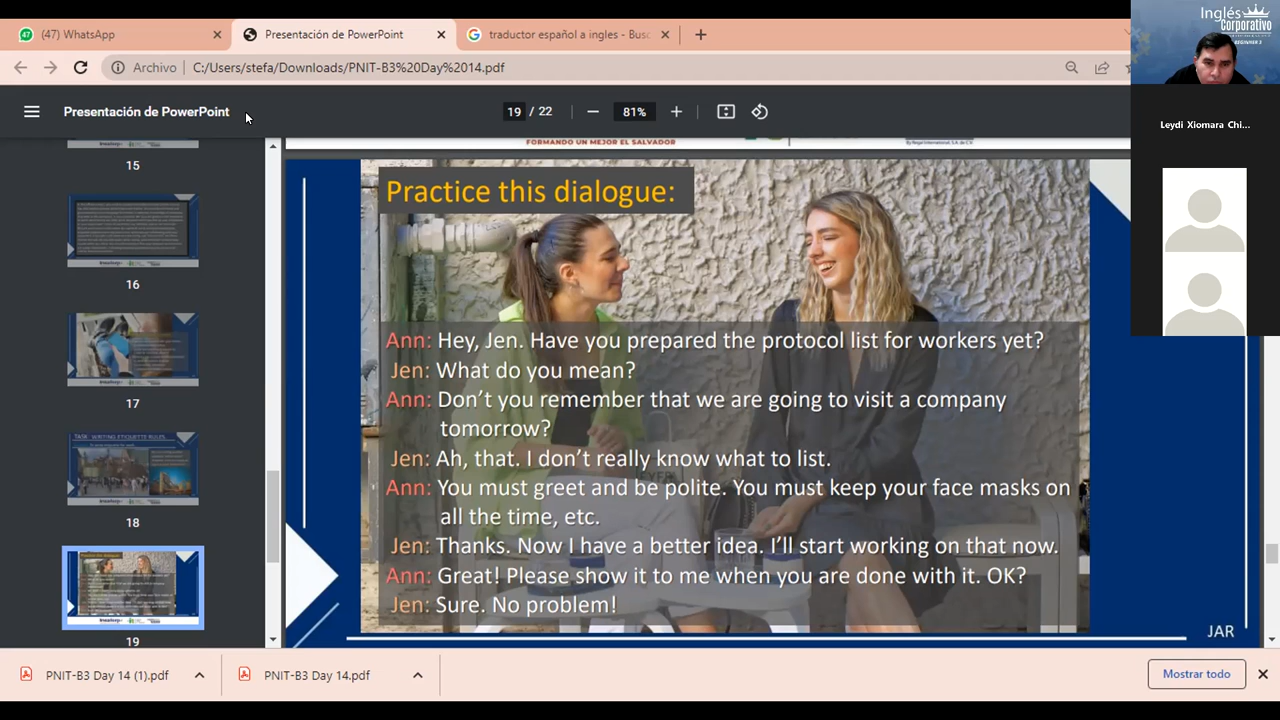 (47) WhatsApp
Presentación de PowerPoint
traductor español a ingles - Busc
Archivo
C:/Users/stefa/Downloads/PNIT-B3%20Day%2014.pdf
Presentación de PowerPoint
19 / 22
81%
Inglés
Corporativo
BEGINNER 3
Leydi Xiomara Chi...
15
16
17
18
19
FORMANDO UN MEJOR EL SALVADOR
Practice this dialogue:
Ann: Hey, Jen. Have you prepared the protocol list for workers yet?
Jen: What do you mean?
Ann: Don't you remember that we are going to visit a company
tomorrow?
Jen: Ah, that. I don't really know what to list.
Ann: You must greet and be polite. You must keep your face masks on
all the time, etc.
Jen: Thanks. Now I have a better idea. I'll start working on that now.
Ann: Great! Please show it to me when you are done with it. OK?
Jen: Sure. No problem!
JAR
PNIT-B3 Day 14 (1).pdf
PNIT-B3 Day 14.pdf
Mostrar todo